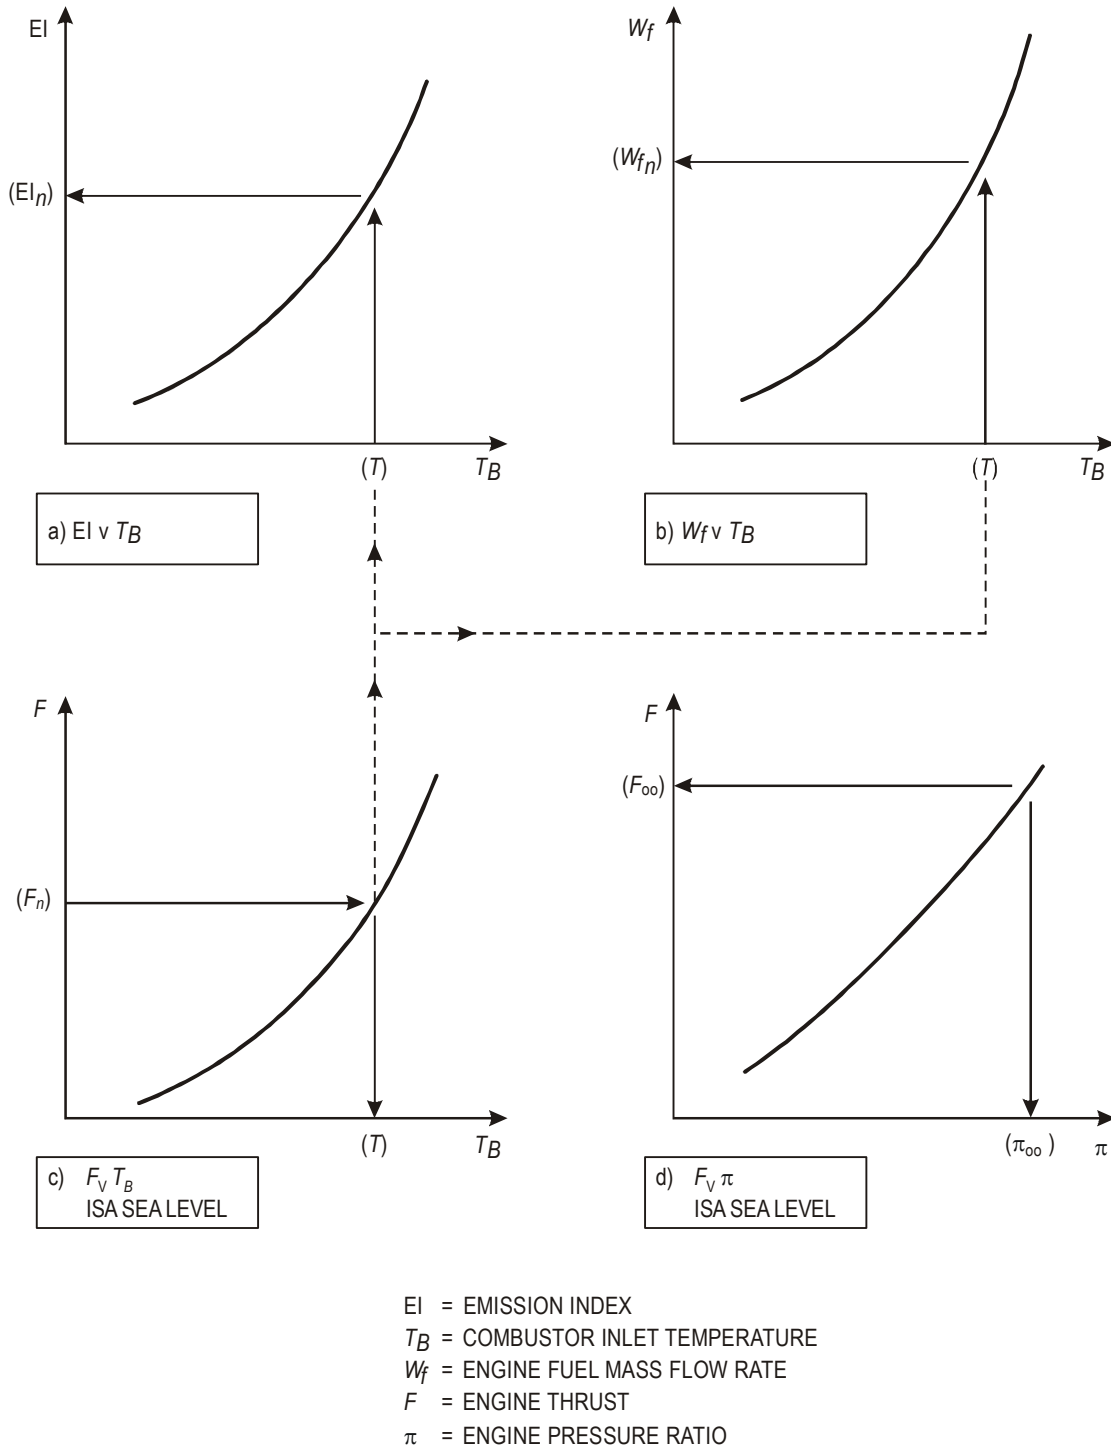 EI
(EIn)
(T)
TB
a) EI v TB
Wf
(Wfn)
(T)
TB
b) Wf v TB
F
(Fn)
(T)
TB
c) Fv TB
ISA SEA LEVEL
F
(Foo)
(πoo )
π
d) Fv π
ISA SEA LEVEL
EI = EMISSION INDEX
TB = COMBUSTOR INLET TEMPERATURE
Wf = ENGINE FUEL MASS FLOW RATE
F = ENGINE THRUST
π = ENGINE PRESSURE RATIO